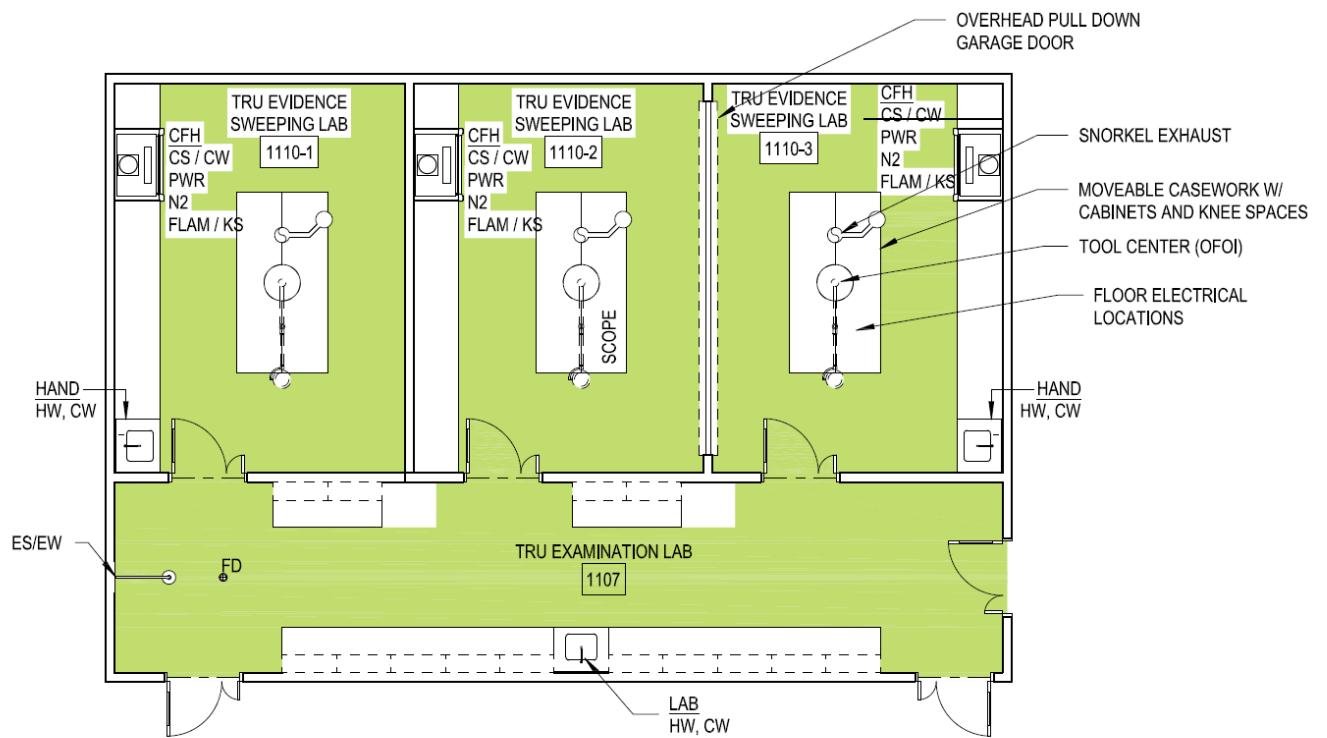 OVERHEAD PULL DOWN
GARAGE DOOR
TRU EVIDENCE
SWEEPING LAB
1110-1
CFH
CS / CW
PWR
N2
FLAM / KS
TRU EVIDENCE
SWEEPING LAB
1110-2
CFH
CS / CW
PWR
N2
FLAM / KS
SCOPE
TRU EVIDENCE
SWEEPING LAB
1110-3
CFH
CS / CW
PWR
N2
FLAM / KS
SNORKEL EXHAUST
MOVEABLE CASEWORK W/
CABINETS AND KNEE SPACES
TOOL CENTER (OFOI)
FLOOR ELECTRICAL
LOCATIONS
HAND
HW, CW
HAND
HW, CW
ES/EW
FD
TRU EXAMINATION LAB
1107
LAB
HW, CW